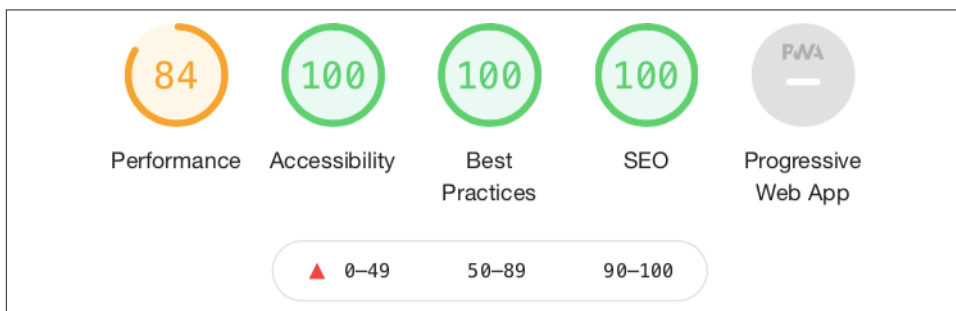 84 100 100 100 PWA
Performance Accessibility Best Practices SEO Progressive Web App
0–49 50–89 90–100